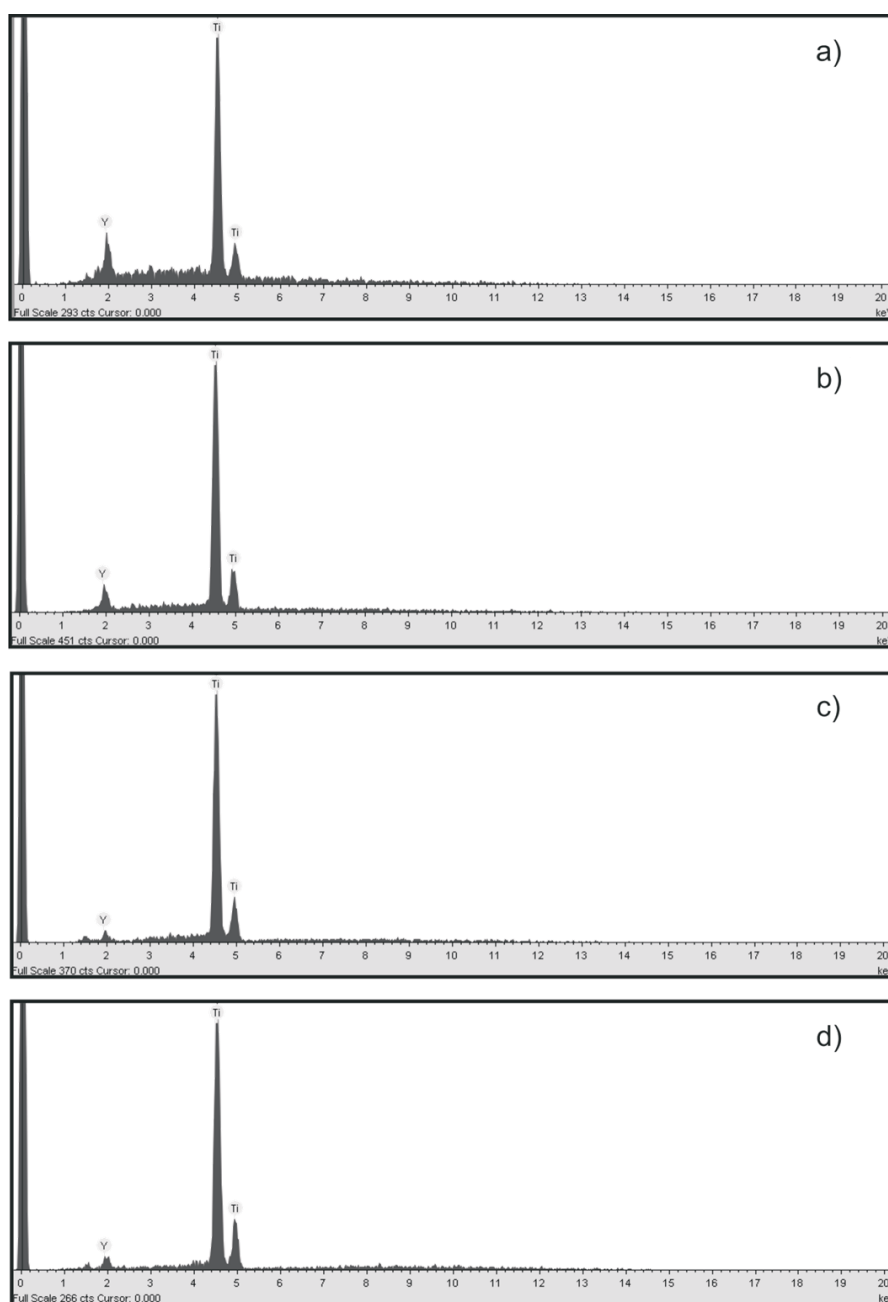 Ti
a)
Y
Ti
0 1 2 3 4 5 6 7 8 9 10 11 12 13 14 15 16 17 18 19 20
Full Scale 293 cts Cursor: 0.000 ke
Ti
b)
Y
Ti
0 1 2 3 4 5 6 7 8 9 10 11 12 13 14 15 16 17 18 19 20
Full Scale 451 cts Cursor: 0.000 ke
Ti
c)
Y
Ti
0 1 2 3 4 5 6 7 8 9 10 11 12 13 14 15 16 17 18 19 20
Full Scale 370 cts Cursor: 0.000 ke
Ti
d)
Y
Ti
0 1 2 3 4 5 6 7 8 9 10 11 12 13 14 15 16 17 18 19 20
Full Scale 266 cts Cursor: 0.000 ke